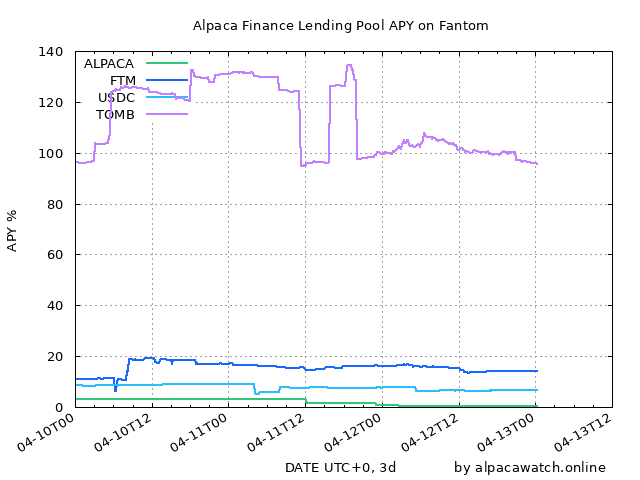 Alpaca Finance Lending Pool APY on Fantom
140
120
100
80
60
40
20
0
APY %
ALPACA
FTM
USDC
TOMB
04-10T00
04-10T12
04-11T00
04-11T12
04-12T00
04-12T12
04-13T00
04-13T12
DATE UTC+0, 3d
by alpacawatch.online